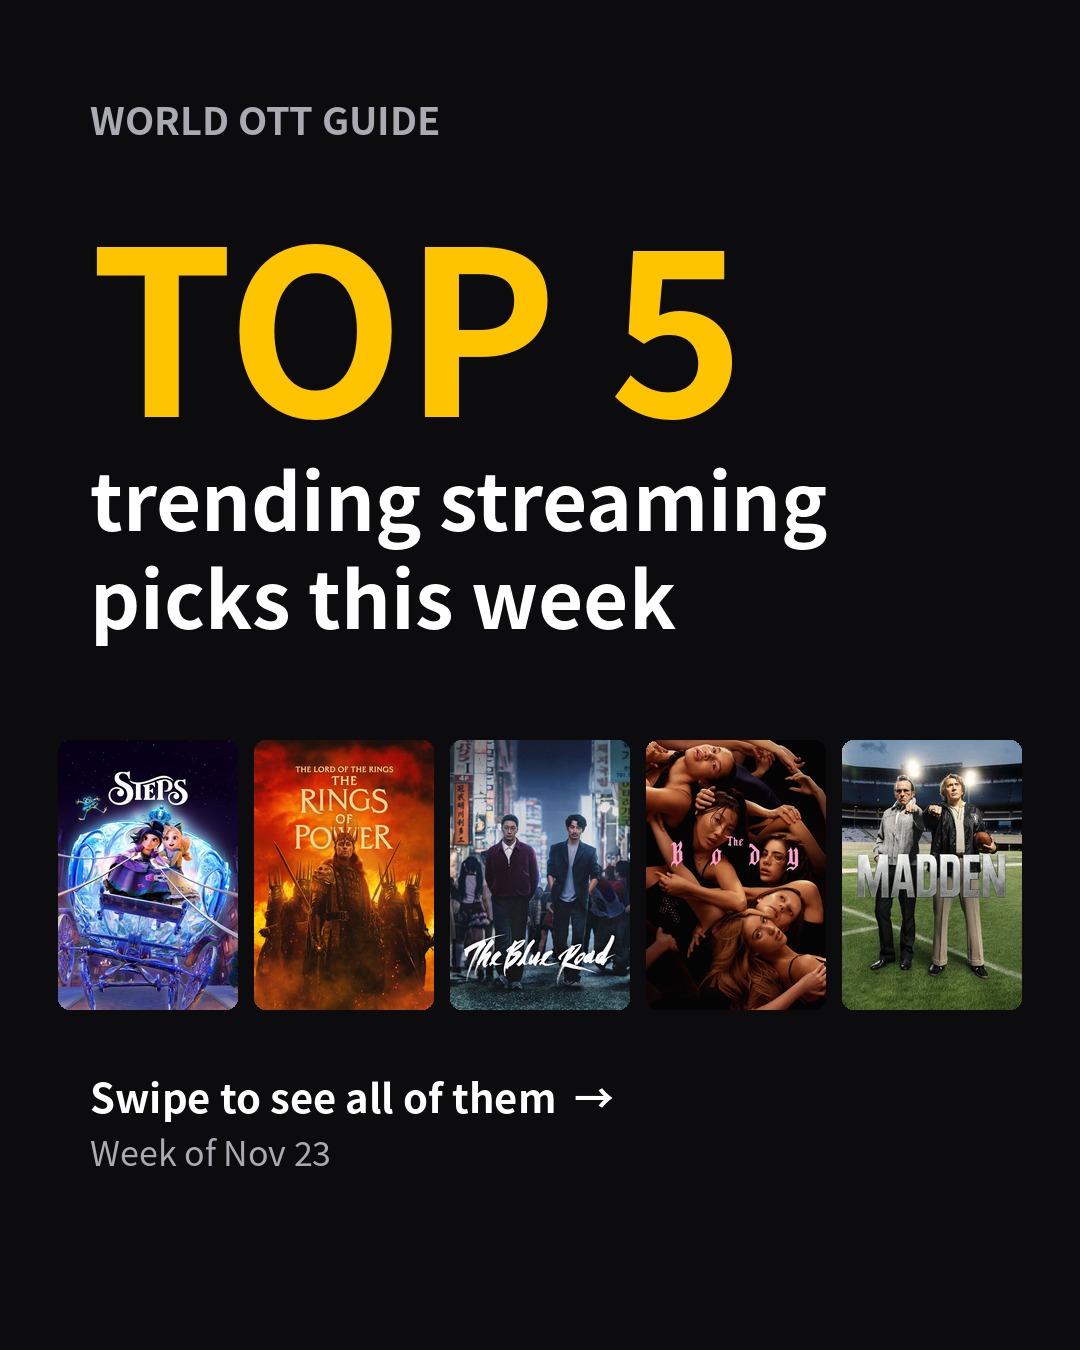 WORLD OTT GUIDE
TOP 5
trending streaming
picks this week
STEPS
THE LORD OF THE RINGS
THE
RINGS
OF
POWER
The Blue Road
The
Body
MADDEN
Swipe to see all of them →
Week of Nov 23